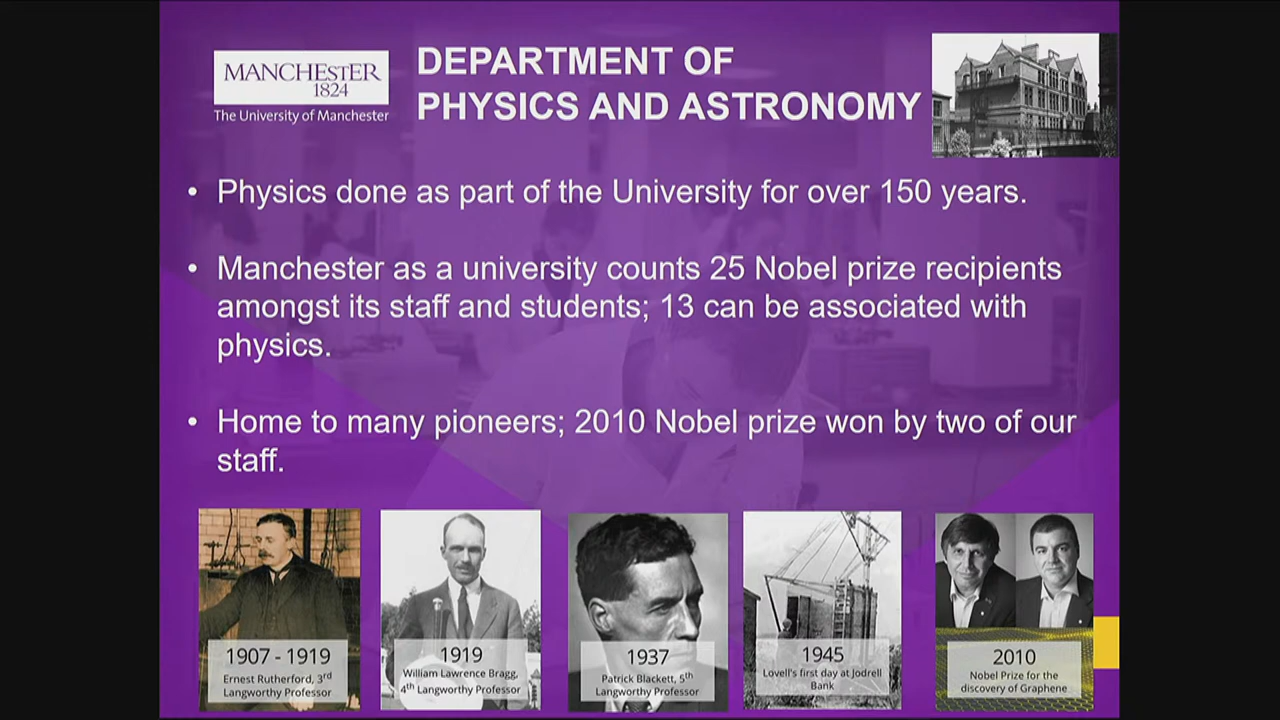 MANCHESTER
1824
The University of Manchester
DEPARTMENT OF
PHYSICS AND ASTRONOMY
• Physics done as part of the University for over 150 years.
• Manchester as a university counts 25 Nobel prize recipients
amongst its staff and students; 13 can be associated with
physics.
• Home to many pioneers; 2010 Nobel prize won by two of our
staff.
1907 - 1919
Ernest Rutherford, 3rd
Langworthy Professor
1919
William Lawrence Bragg,
4th Langworthy Professor
1937
Patrick Blackett, 5th
Langworthy Professor
1945
Lovell's first day at Jodrell
Bank
2010
Nobel Prize for the
discovery of Graphene